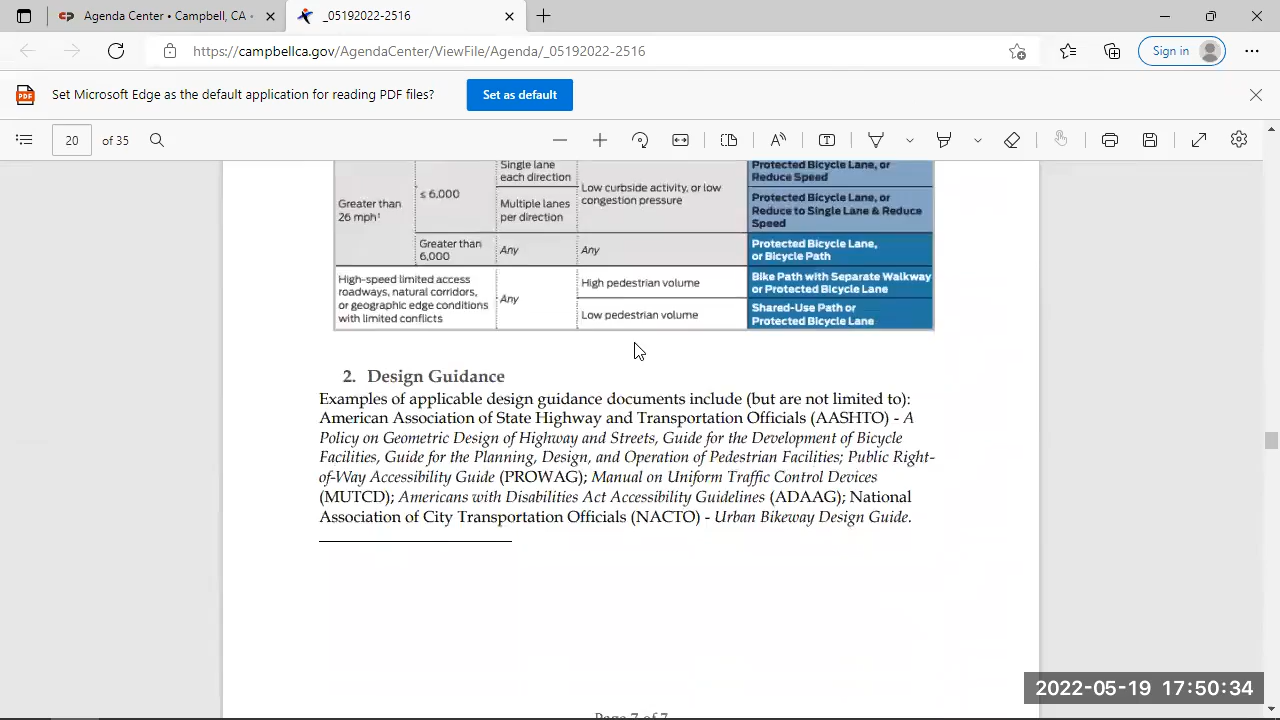 Agenda Center • Campbell, CA •
_05192022-2516
https://campbellca.gov/AgendaCenter/ViewFile/Agenda/_05192022-2516
Sign in
PDF
Set Microsoft Edge as the default application for reading PDF files?
Set as default
20
of 35
Single lane
each direction
Protected Bicycle Lane, or
Reduce Speed
Greater than
26 mph†
≤ 6,000
Low curbside activity, or low
congestion pressure
Multiple lanes
per direction
Protected Bicycle Lane, or
Reduce to Single Lane & Reduce
Speed
Greater than
6,000
Any
Any
Protected Bicycle Lane,
or Bicycle Path
High-speed limited access
roadways, natural corridors,
or geographic edge conditions
with limited conflicts
Any
High pedestrian volume
Bike Path with Separate Walkway
or Protected Bicycle Lane
Low pedestrian volume
Shared-Use Path or
Protected Bicycle Lane
2. Design Guidance
Examples of applicable design guidance documents include (but are not limited to):
American Association of State Highway and Transportation Officials (AASHTO) - A
Policy on Geometric Design of Highway and Streets, Guide for the Development of Bicycle
Facilities, Guide for the Planning, Design, and Operation of Pedestrian Facilities; Public Right-
of-Way Accessibility Guide (PROWAG); Manual on Uniform Traffic Control Devices
(MUTCD); Americans with Disabilities Act Accessibility Guidelines (ADAAG); National
Association of City Transportation Officials (NACTO) - Urban Bikeway Design Guide.
Page 7 of 7
2022-05-19 17:50:34